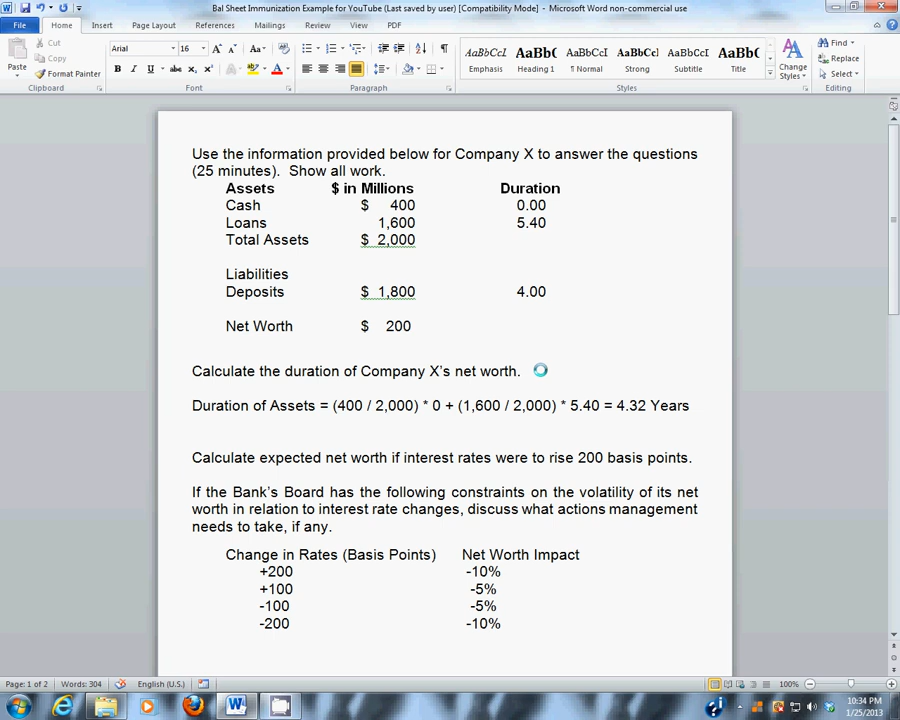 Bal Sheet Immunization Example for YouTube (Last saved by user) [Compatibility Mode] - Microsoft Word non-commercial use
File Home Insert Page Layout References Mailings Review View PDF
Cut
Copy
Format Painter
Paste
Arial 16
B I U abc
AaBbCcI AaBb( AaBbCcI AaBbCcl AaBbCcI AaBb(
Emphasis Heading 1 ¶ Normal Strong Subtitle Title
Change Styles
Find
Replace
Select
Clipboard Font Paragraph Styles Editing
Use the information provided below for Company X to answer the questions
(25 minutes). Show all work.
Assets $ in Millions Duration
Cash $ 400 0.00
Loans 1,600 5.40
Total Assets $ 2,000
Liabilities
Deposits $ 1,800 4.00
Net Worth $ 200
Calculate the duration of Company X's net worth.
Duration of Assets = (400 / 2,000) * 0 + (1,600 / 2,000) * 5.40 = 4.32 Years
Calculate expected net worth if interest rates were to rise 200 basis points.
If the Bank's Board has the following constraints on the volatility of its net
worth in relation to interest rate changes, discuss what actions management
needs to take, if any.
Change in Rates (Basis Points) Net Worth Impact
+200 -10%
+100 -5%
-100 -5%
-200 -10%
Page: 1 of 2 Words: 304 English (U.S.) 100%
10:34 PM
1/25/2013